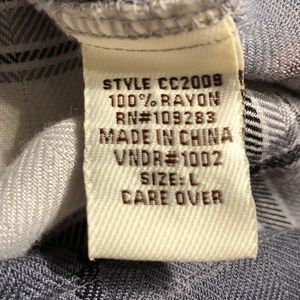 STYLE CC2009
100% RAYON
RN#109283
MADE IN CHINA
VNDR#1002
SIZE: L
CARE OVER